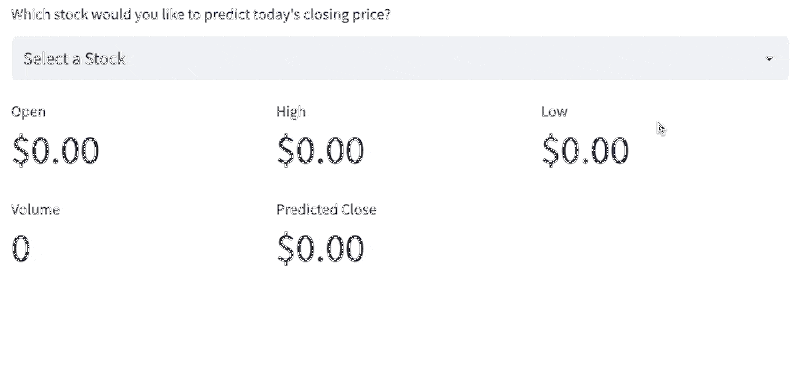 Which stock would you like to predict today's closing price?
Select a Stock
Open High Low
$0.00 $0.00 $0.00
Volume Predicted Close
0 $0.00